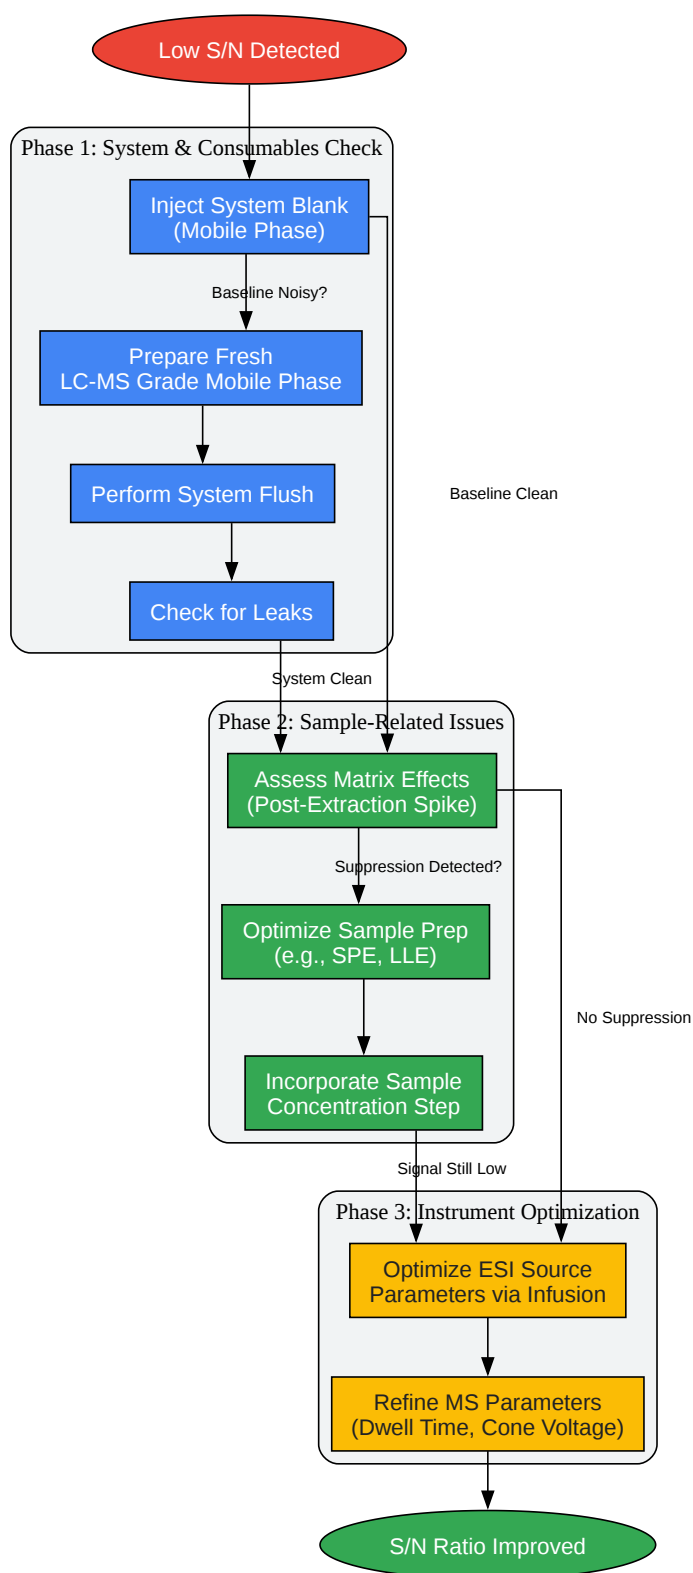 Low S/N Detected
Phase 1: System & Consumables Check
Inject System Blank
(Mobile Phase)
Baseline Noisy?
Prepare Fresh
LC-MS Grade Mobile Phase
Perform System Flush
Baseline Clean
Check for Leaks
System Clean
Phase 2: Sample-Related Issues
Assess Matrix Effects
(Post-Extraction Spike)
Suppression Detected?
Optimize Sample Prep
(e.g., SPE, LLE)
No Suppression
Incorporate Sample
Concentration Step
Signal Still Low
Phase 3: Instrument Optimization
Optimize ESI Source
Parameters via Infusion
Refine MS Parameters
(Dwell Time, Cone Voltage)
S/N Ratio Improved